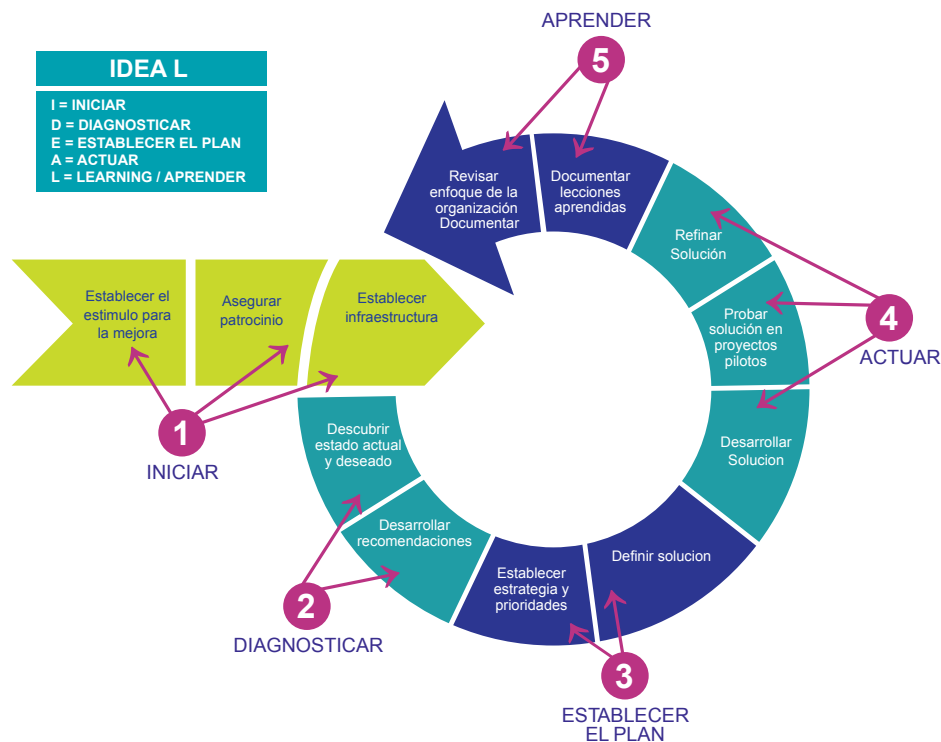 IDEA L
I = INICIAR
D = DIAGNOSTICAR
E = ESTABLECER EL PLAN
A = ACTUAR
L = LEARNING / APRENDER
APRENDER
5
Revisar
enfoque de la
organización
Documentar
Documentar
lecciones
aprendidas
Refinar
Solución
Probar
solución en
proyectos
pilotos
4
ACTUAR
Desarrollar
Solucion
Establecer el
estimulo para
la mejora
Asegurar
patrocinio
Establecer
infraestructura
1
INICIAR
Descubrir
estado actual
y deseado
Desarrollar
recomendaciones
2
DIAGNOSTICAR
Establecer
estrategia y
prioridades
Definir solucion
3
ESTABLECER
EL PLAN